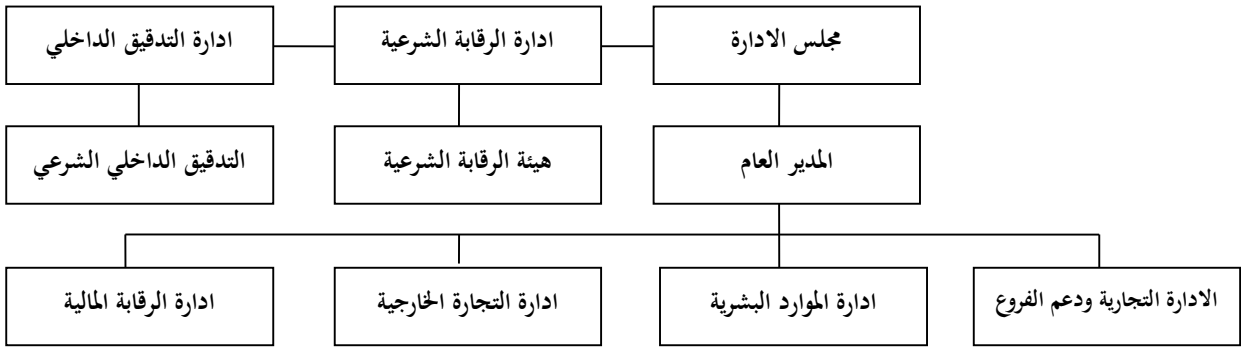 مجلس الادارة
ادارة الرقابة الشرعية
ادارة التدقيق الداخلي
المدير العام
هيئة الرقابة الشرعية
التدقيق الداخلي الشرعي
الادارة التجارية ودعم الفروع
ادارة الموارد البشرية
ادارة التجارة الخارجية
ادارة الرقابة المالية